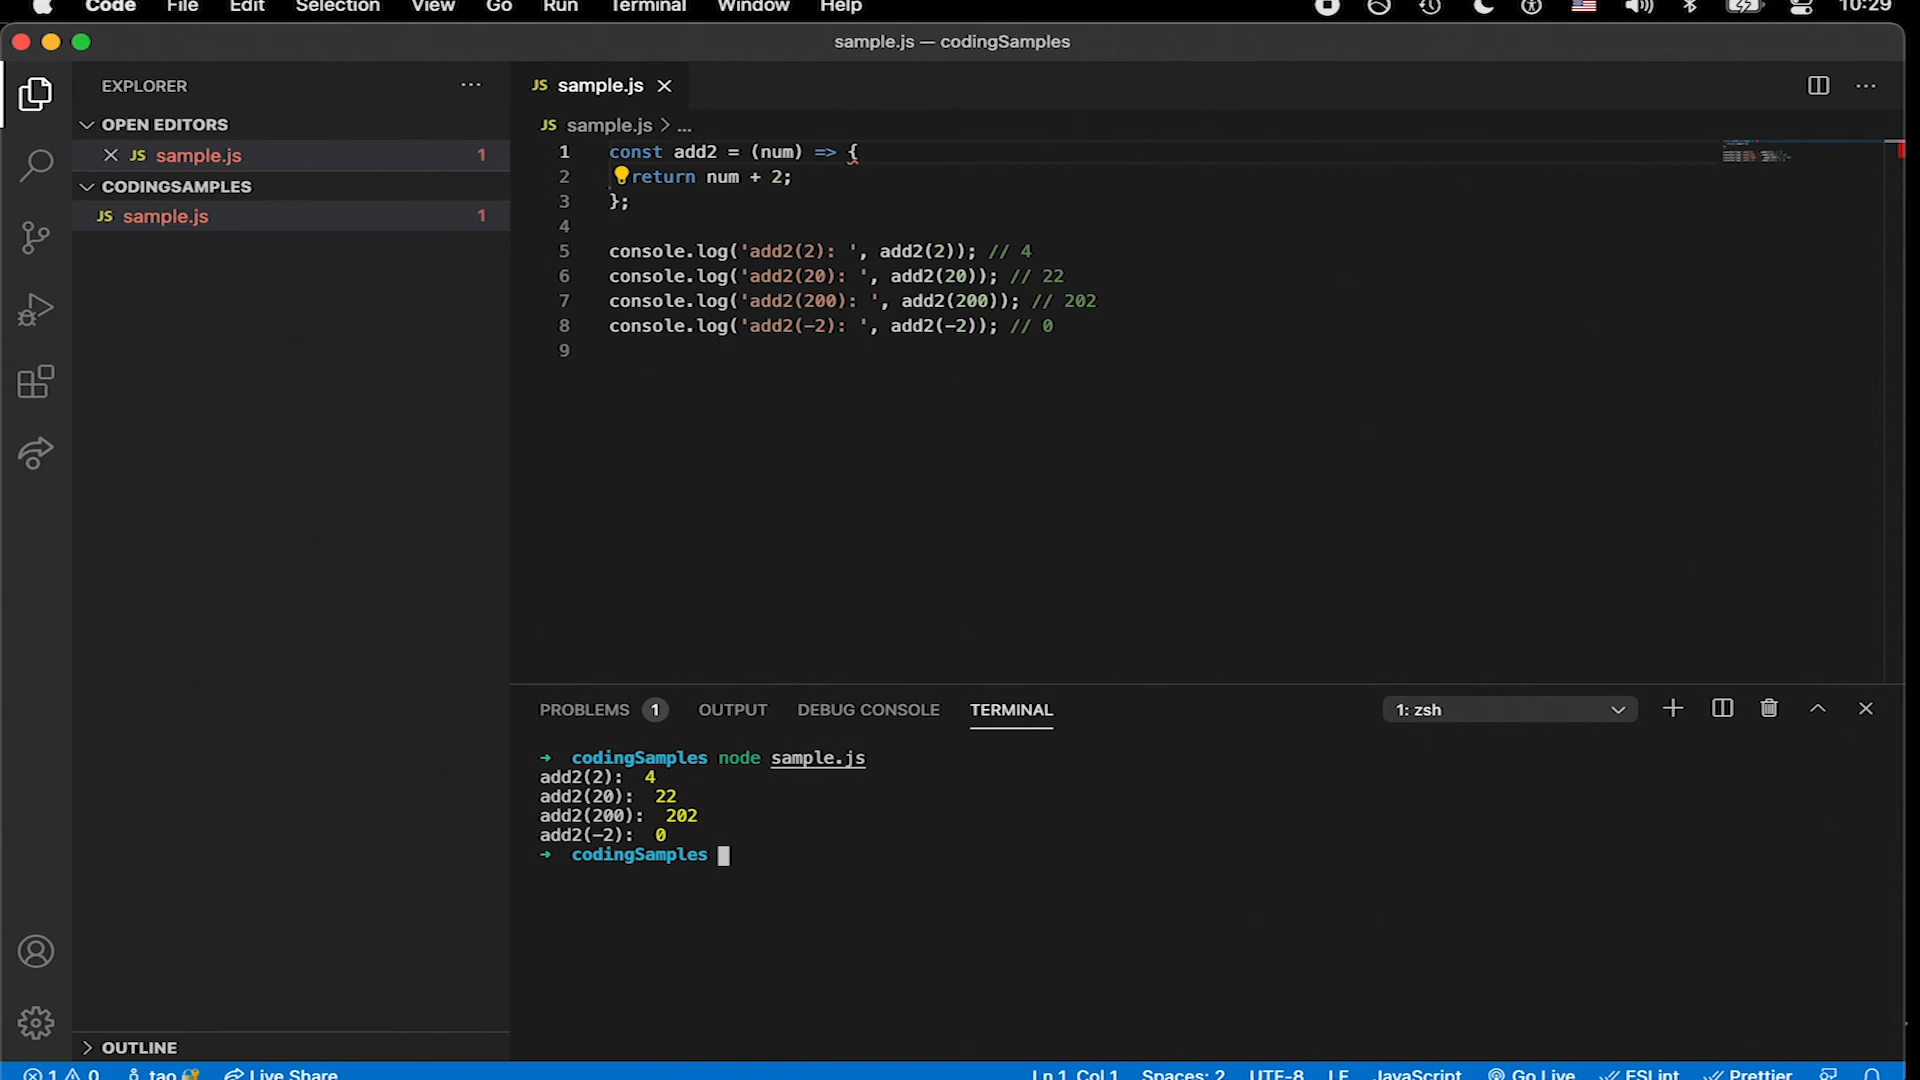 Code File Edit Selection View Go Run Terminal Window Help 10:29
sample.js — codingSamples
EXPLORER
OPEN EDITORS
JS sample.js 1
CODINGSAMPLES
JS sample.js 1
OUTLINE
JS sample.js
JS sample.js > ...
1 const add2 = (num) => {
2 return num + 2;
3 };
4
5 console.log('add2(2): ', add2(2)); // 4
6 console.log('add2(20): ', add2(20)); // 22
7 console.log('add2(200): ', add2(200)); // 202
8 console.log('add2(-2): ', add2(-2)); // 0
9
PROBLEMS 1 OUTPUT DEBUG CONSOLE TERMINAL 1: zsh
→ codingSamples node sample.js
add2(2): 4
add2(20): 22
add2(200): 202
add2(-2): 0
→ codingSamples
1 0 tao Live Share Ln 1, Col 1 Spaces: 2 UTF-8 LF JavaScript Go Live ESLint Prettier